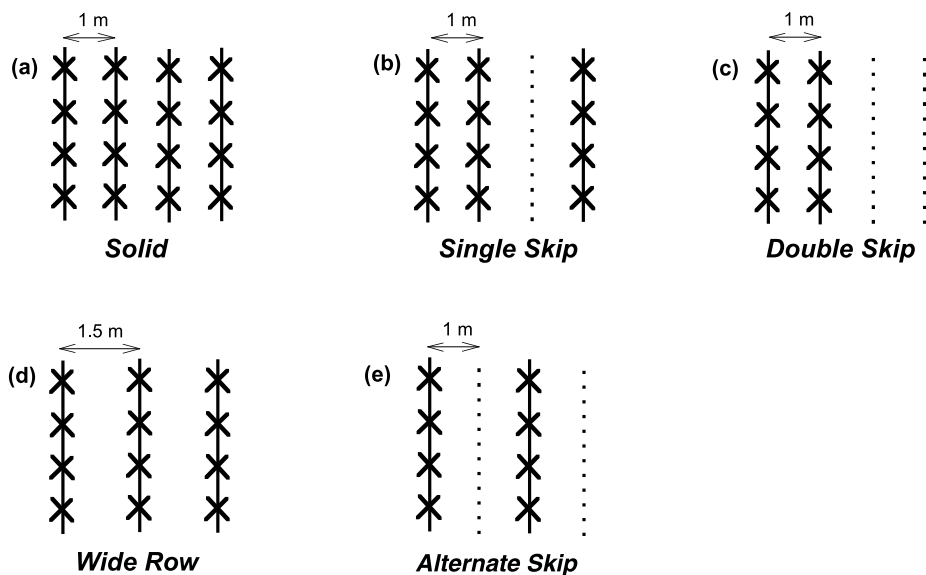 1 m
(a)
Solid
1 m
(b)
Single Skip
1 m
(c)
Double Skip
1.5 m
(d)
Wide Row
1 m
(e)
Alternate Skip